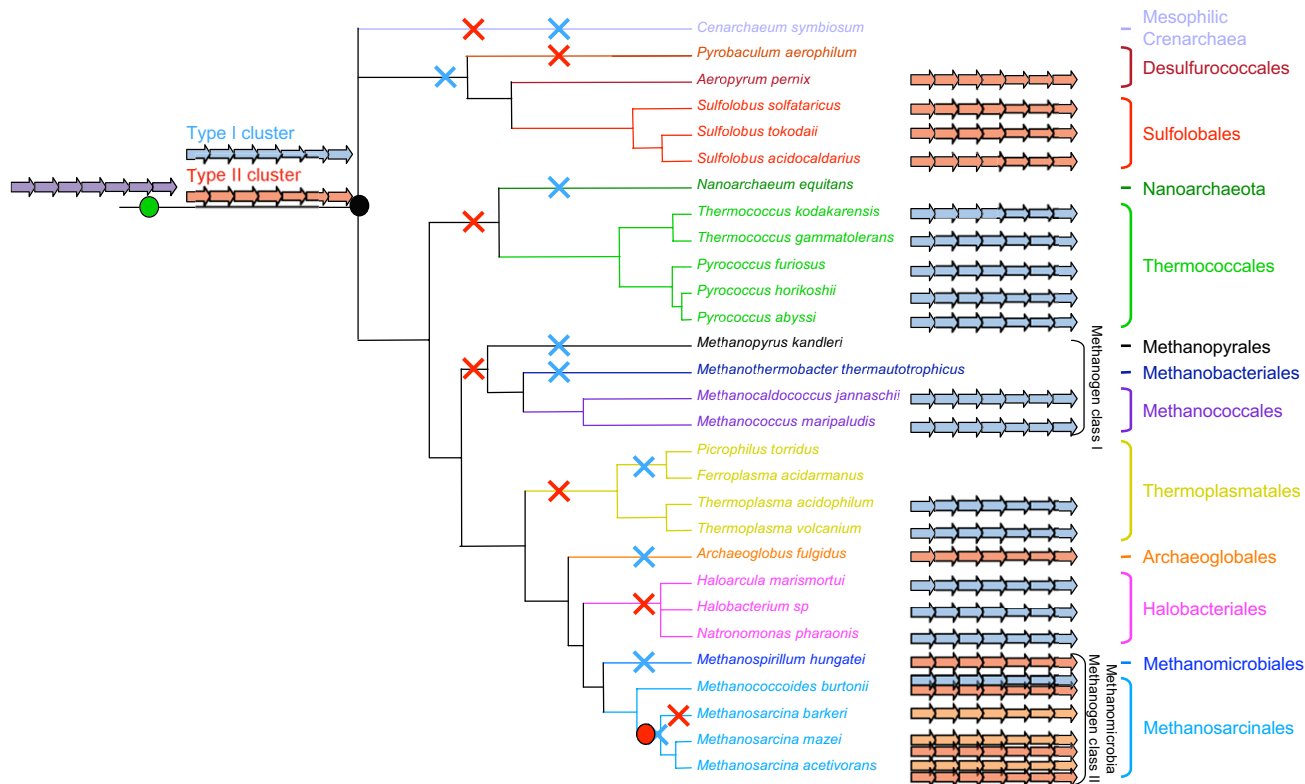 Type I cluster
Type II cluster
Cenarchaeum symbiosum
Pyrobaculum aerophilum
Aeropyrum pernix
Sulfolobus solfataricus
Sulfolobus tokodaii
Sulfolobus acidocaldarius
Nanoarchaeum equitans
Thermococcus kodakarensis
Thermococcus gammatolerans
Pyrococcus furiosus
Pyrococcus horikoshii
Pyrococcus abyssi
Methanopyrus kandleri
Methanothermobacter thermautotrophicus
Methanocaldococcus jannaschii
Methanococcus maripaludis
Picrophilus torridus
Ferroplasma acidarmanus
Thermoplasma acidophilum
Thermoplasma volcanium
Archaeoglobus fulgidus
Haloarcula marismortui
Halobacterium sp
Natronomonas pharaonis
Methanospirillum hungatei
Methanococcoides burtonii
Methanosarcina barkeri
Methanosarcina mazei
Methanosarcina acetivorans
Methanogen class I
Methanogen class II
Methanomicrobia
Mesophilic
Crenarchaea
Desulfurococcales
Sulfolobales
Nanoarchaeota
Thermococcales
Methanopyrales
Methanobacteriales
Methanococcales
Thermoplasmatales
Archaeoglobales
Halobacteriales
Methanomicrobiales
Methanosarcinales